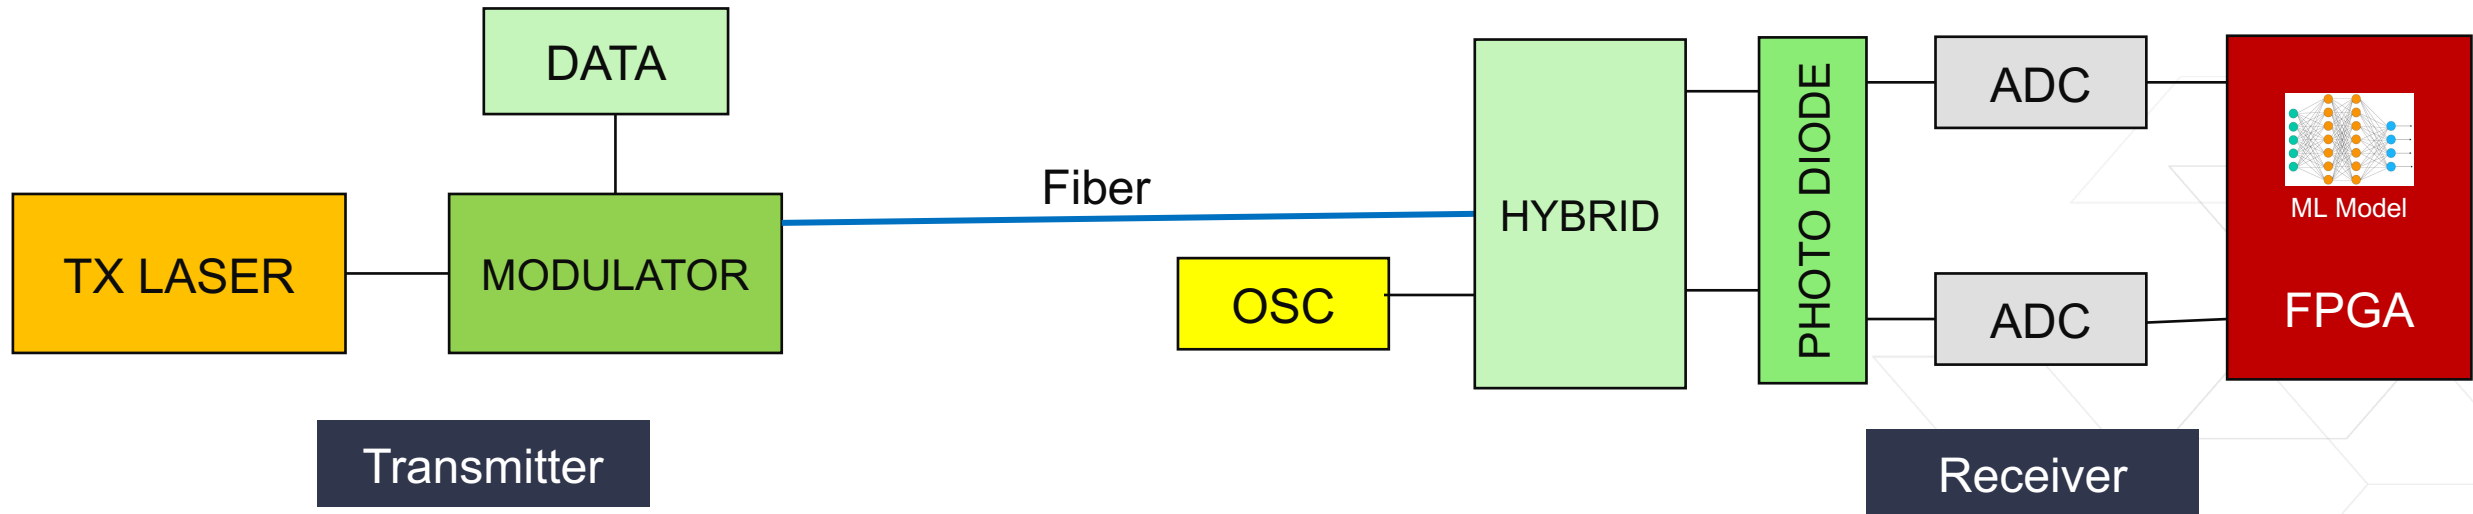 DATA
TX LASER
MODULATOR
Fiber
OSC
HYBRID
PHOTO DIODE
ADC
ADC
ML Model
FPGA
Transmitter
Receiver